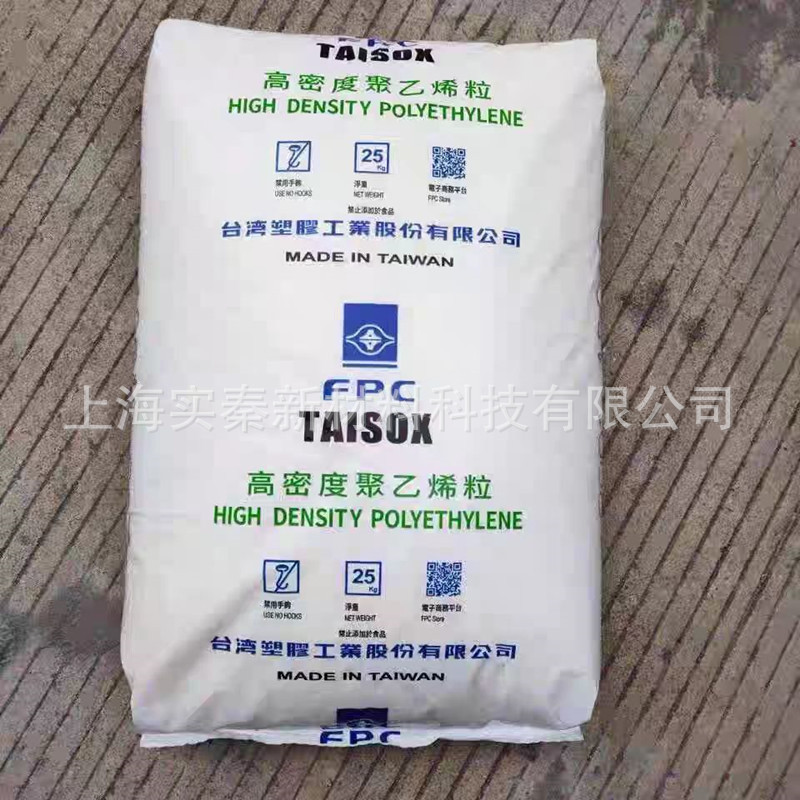 FPC
TAISOX
高密度聚乙烯粒
HIGH DENSITY POLYETHYLENE
25
Kg
禁用手鉤
淨重
電子商務平台
USE NO HOOKS
NET WEIGHT
FPC Store
禁止添加於食品
台湾塑膠工業股份有限公司
MADE IN TAIWAN
FPC
上海实秦新材料科技有限公司
TAISOX
高密度聚乙烯粒
HIGH DENSITY POLYETHYLENE
25
Kg
禁用手鉤
淨重
電子商務平台
USE NO HOOKS
NET WEIGHT
FPC Store
禁止添加於食品
台湾塑膠工業股份有限公司
MADE IN TAIWAN
FPC